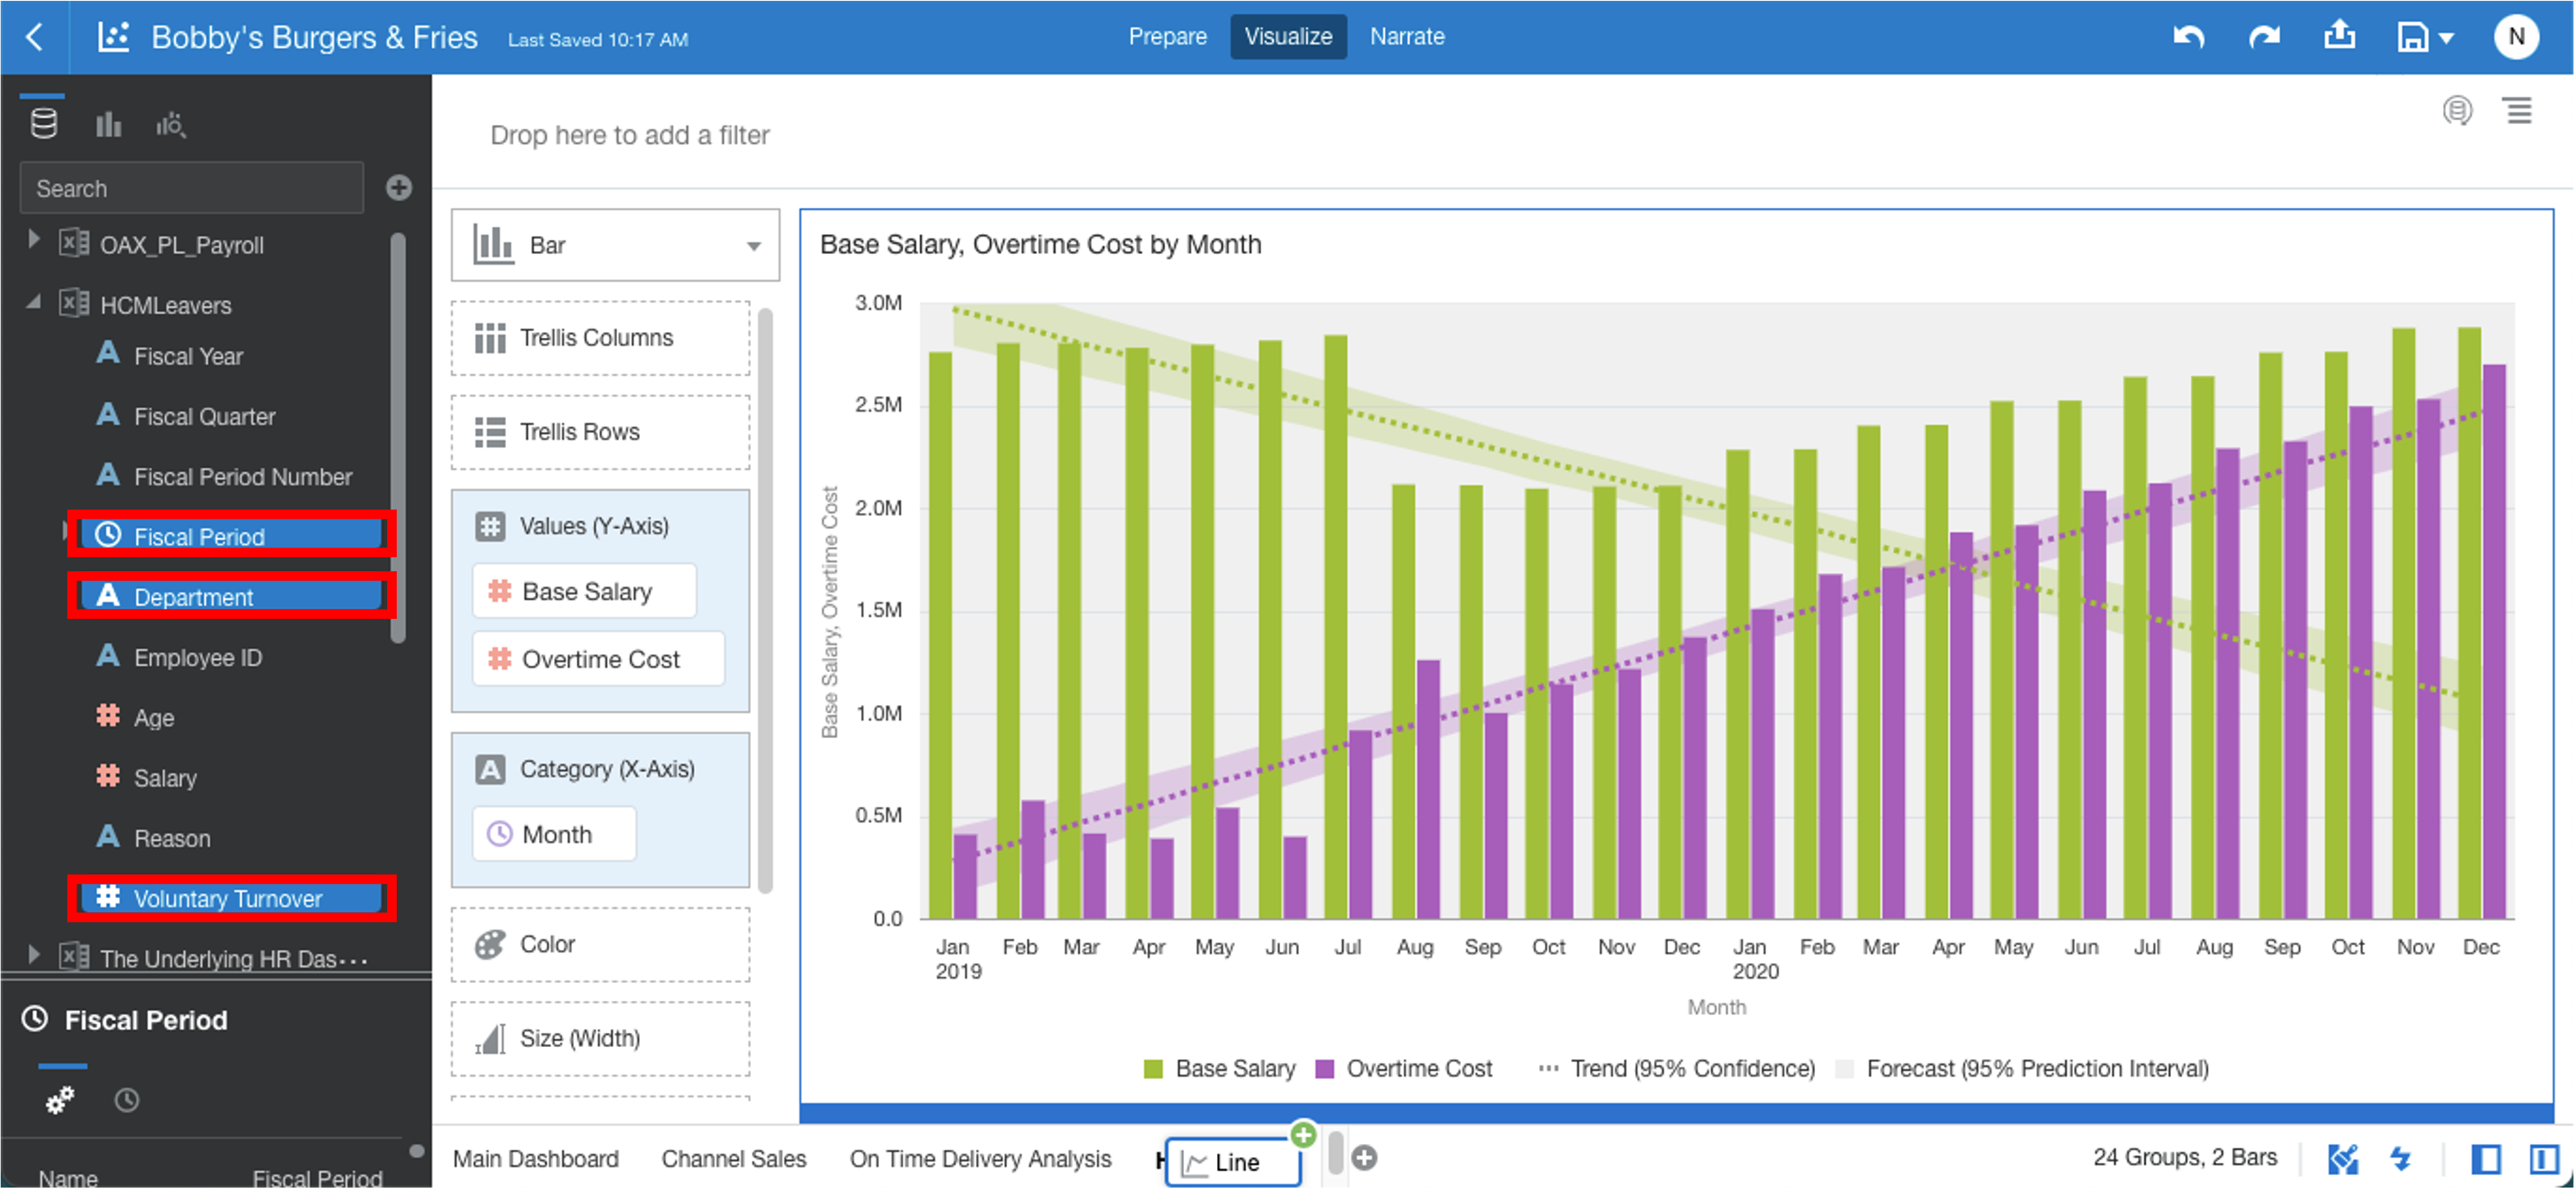 Bobby's Burgers & Fries Last Saved 10:17 AM
Prepare Visualize Narrate
N
Search
OAX_PL_Payroll
HCMLeavers
A Fiscal Year
A Fiscal Quarter
A Fiscal Period Number
Fiscal Period
A Department
A Employee ID
# Age
# Salary
A Reason
# Voluntary Turnover
The Underlying HR Das...
Fiscal Period
Name Fiscal Period
Drop here to add a filter
Bar
Trellis Columns
Trellis Rows
# Values (Y-Axis)
# Base Salary
# Overtime Cost
A Category (X-Axis)
Month
Color
Size (Width)
Base Salary, Overtime Cost by Month
Base Salary, Overtime Cost
3.0M
2.5M
2.0M
1.5M
1.0M
0.5M
0.0
Jan Feb Mar Apr May Jun Jul Aug Sep Oct Nov Dec Jan Feb Mar Apr May Jun Jul Aug Sep Oct Nov Dec
2019 2020
Month
Base Salary Overtime Cost Trend (95% Confidence) Forecast (95% Prediction Interval)
Main Dashboard Channel Sales On Time Delivery Analysis Line
24 Groups, 2 Bars